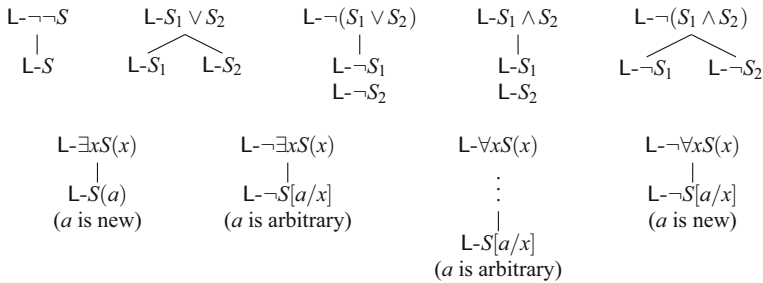 L-¬¬S L-S₁ ∨ S₂ L-¬(S₁ ∨ S₂) L-S₁ ∧ S₂ L-¬(S₁ ∧ S₂)
L-S L-S₁ L-S₂ L-¬S₁ L-S₁ L-¬S₁ L-¬S₂
L-¬S₂ L-S₂
L-∃xS(x) L-¬∃xS(x) L-∀xS(x) L-¬∀xS(x)
L-S(a) L-¬S[a/x] ⋮ L-¬S[a/x]
(a is new) (a is arbitrary) (a is new)
L-S[a/x]
(a is arbitrary)